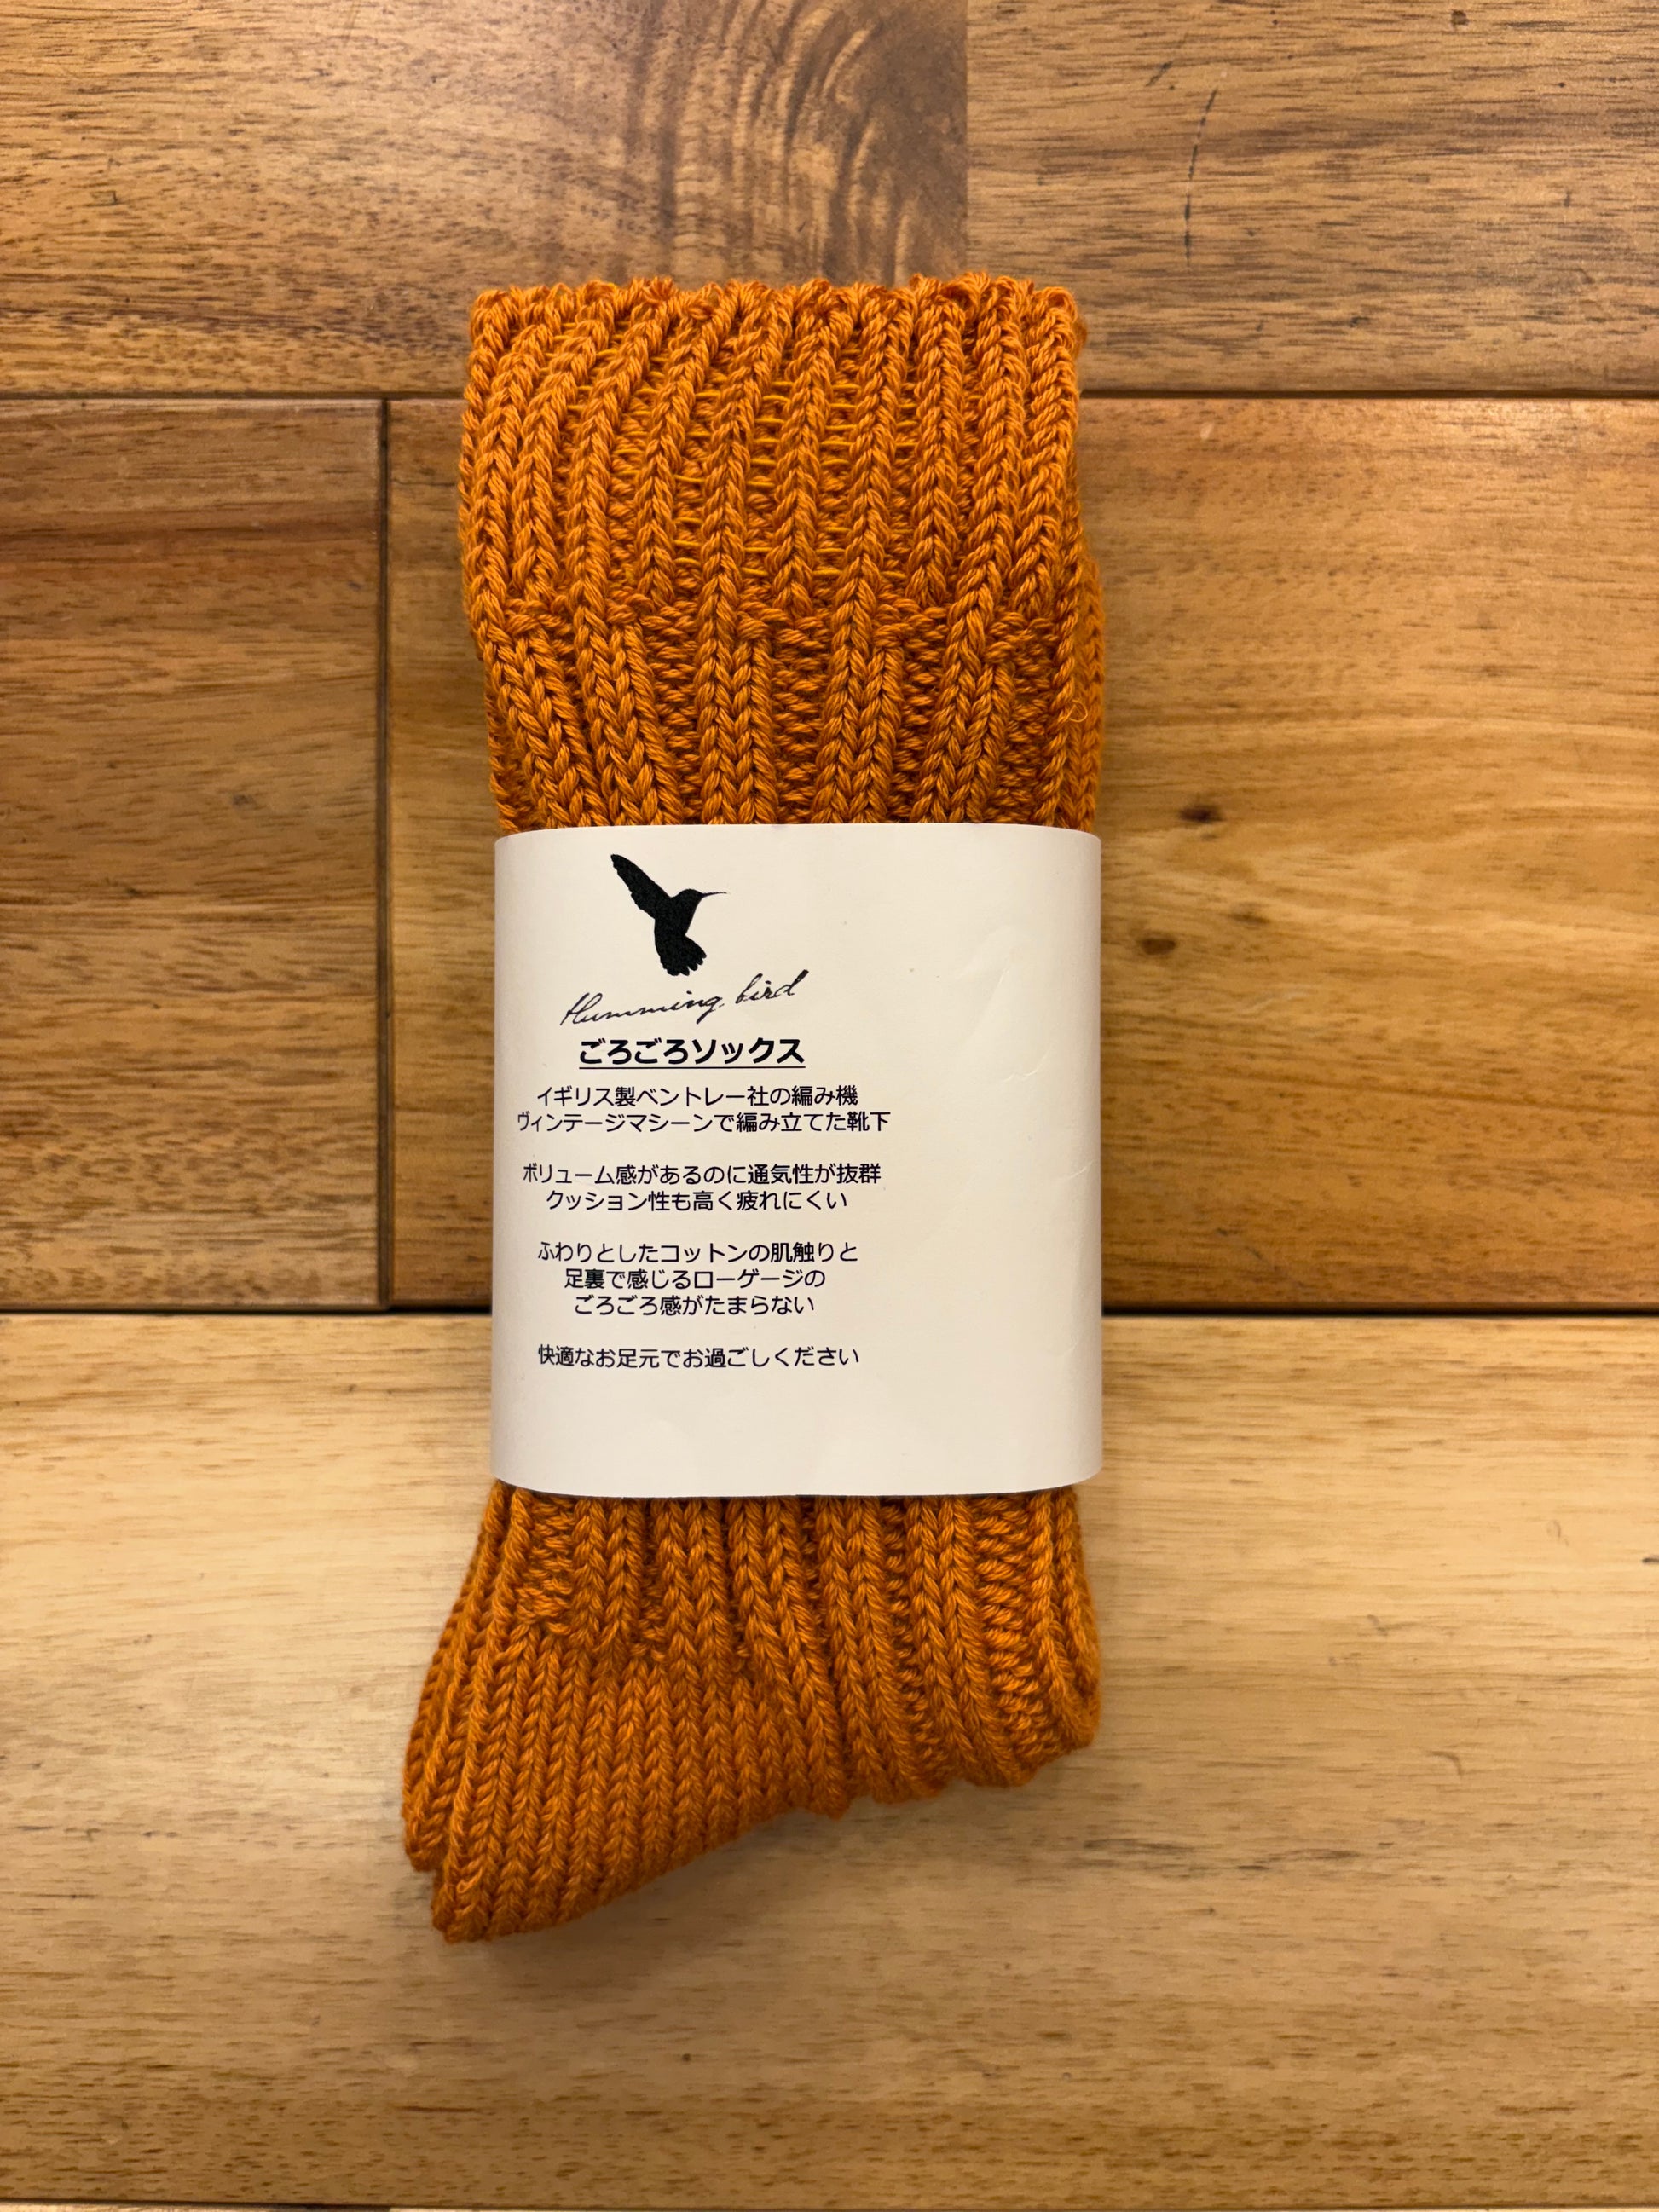 Humming bird
ごろごろソックス
イギリス製ベントレー社の編み機
ヴィンテージマシーンで編み立てた靴下
ボリューム感があるのに通気性が抜群
クッション性も高く疲れにくい
ふわりとしたコットンの肌触りと
足裏で感じるローゲージの
ごろごろ感がたまらない
快適なお足元でお過ごしください